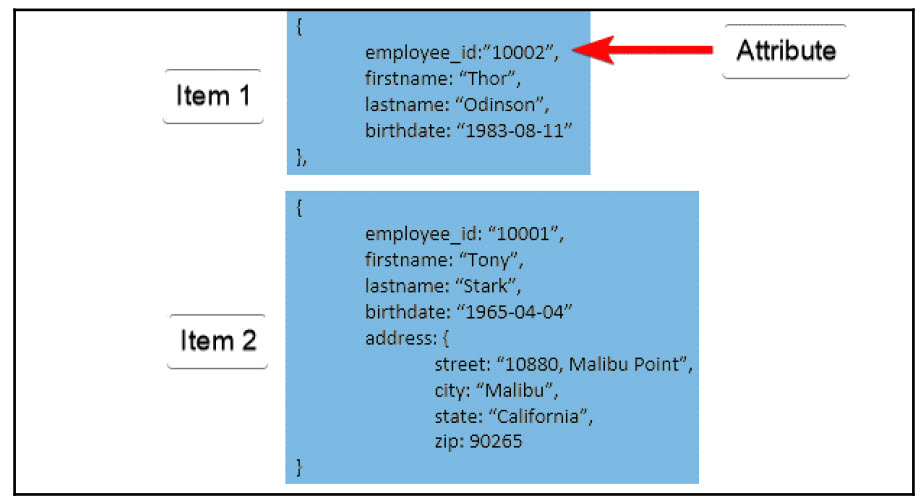 {
employee_id:“10002”,
Attribute
firstname: “Thor”,
Item 1
lastname: “Odinson”,
birthdate: “1983-08-11”
},
{
employee_id: “10001”,
firstname: “Tony”,
lastname: “Stark”,
birthdate: “1965-04-04”
Item 2
address: {
street: “10880, Malibu Point”,
city: “Malibu”,
state: “California”,
zip: 90265
}